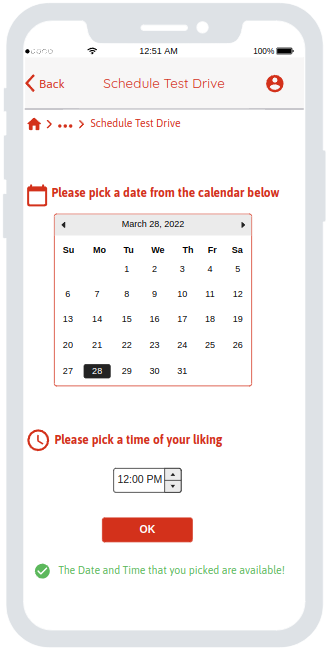 12:51 AM 100%
Back Schedule Test Drive
Schedule Test Drive
Please pick a date from the calendar below
March 28, 2022
Su Mo Tu We Th Fr Sa
1 2 3 4 5
6 7 8 9 10 11 12
13 14 15 16 17 18 19
20 21 22 23 24 25 26
27 28 29 30 31
Please pick a time of your liking
12:00 PM
OK
The Date and Time that you picked are available!